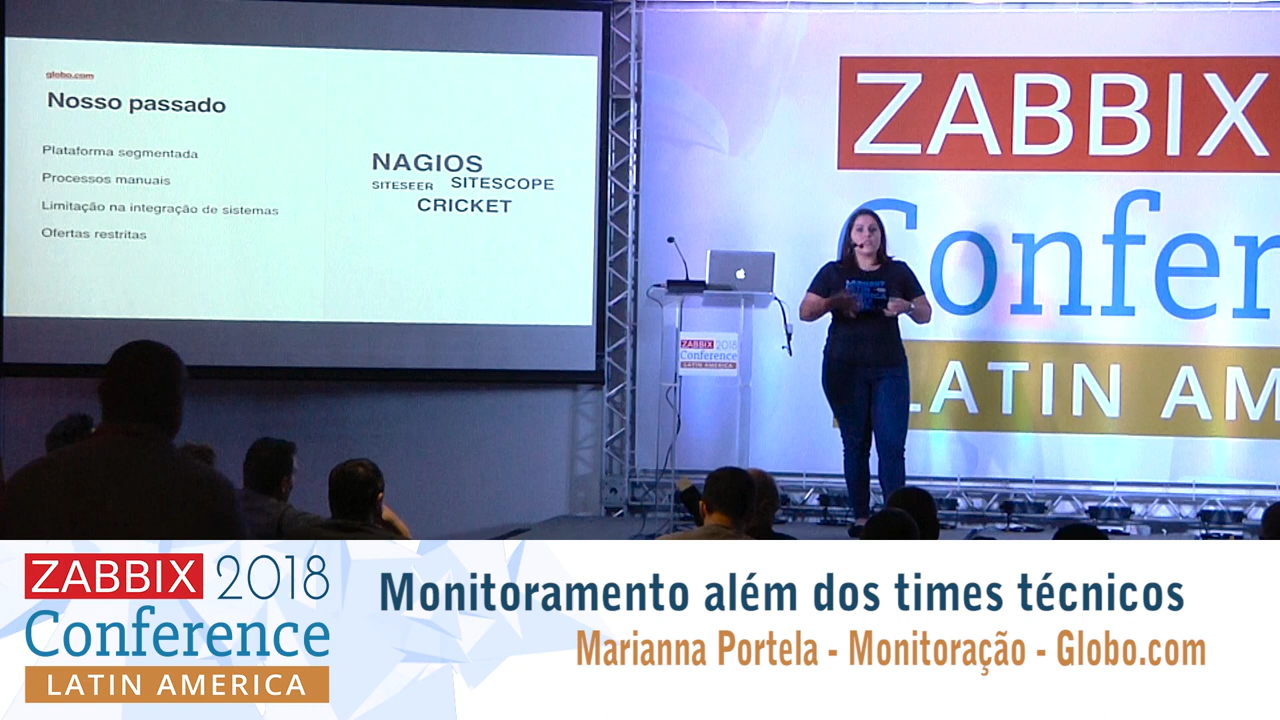 globo.com
Nosso passado
Plataforma segmentada
Processos manuais
Limitação na integração de sistemas
Ofertas restritas
NAGIOS
SITESEER SITESCOPE
CRICKET
ZABBIX
Confer
LATIN AM
ZABBIX 2018
Conference
LATIN AMERICA
ZABBIX 2018
Conference
LATIN AMERICA
Monitoramento além dos times técnicos
Marianna Portela - Monitoração - Globo.com